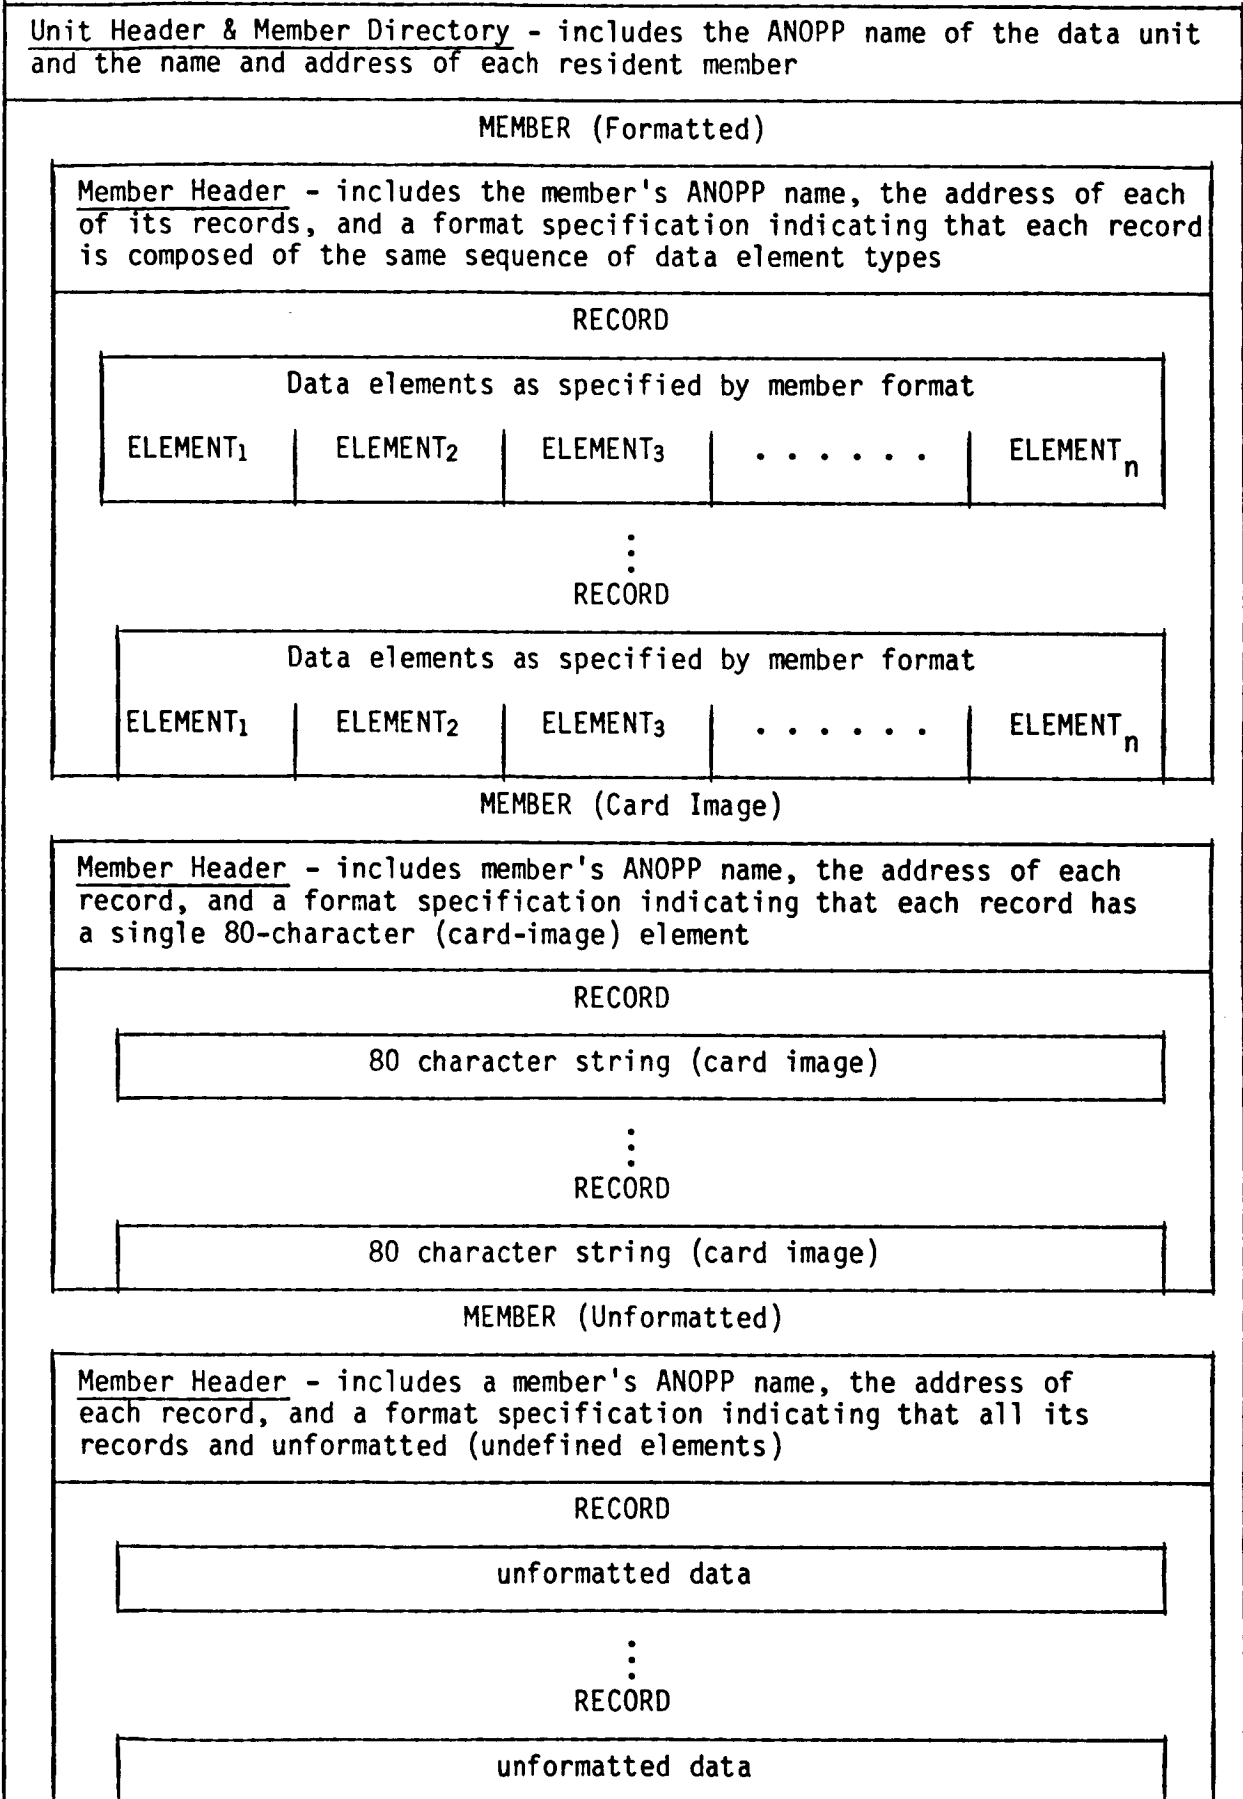 Unit Header & Member Directory - includes the ANOPP name of the data unit
and the name and address of each resident member
MEMBER (Formatted)
Member Header - includes the member's ANOPP name, the address of each
of its records, and a format specification indicating that each record
is composed of the same sequence of data element types
RECORD
Data elements as specified by member format
ELEMENT1 ELEMENT2 ELEMENT3 . . . . . . ELEMENTn
⋮
RECORD
Data elements as specified by member format
ELEMENT1 ELEMENT2 ELEMENT3 . . . . . . ELEMENTn
MEMBER (Card Image)
Member Header - includes member's ANOPP name, the address of each
record, and a format specification indicating that each record has
a single 80-character (card-image) element
RECORD
80 character string (card image)
⋮
RECORD
80 character string (card image)
MEMBER (Unformatted)
Member Header - includes a member's ANOPP name, the address of
each record, and a format specification indicating that all its
records and unformatted (undefined elements)
RECORD
unformatted data
⋮
RECORD
unformatted data